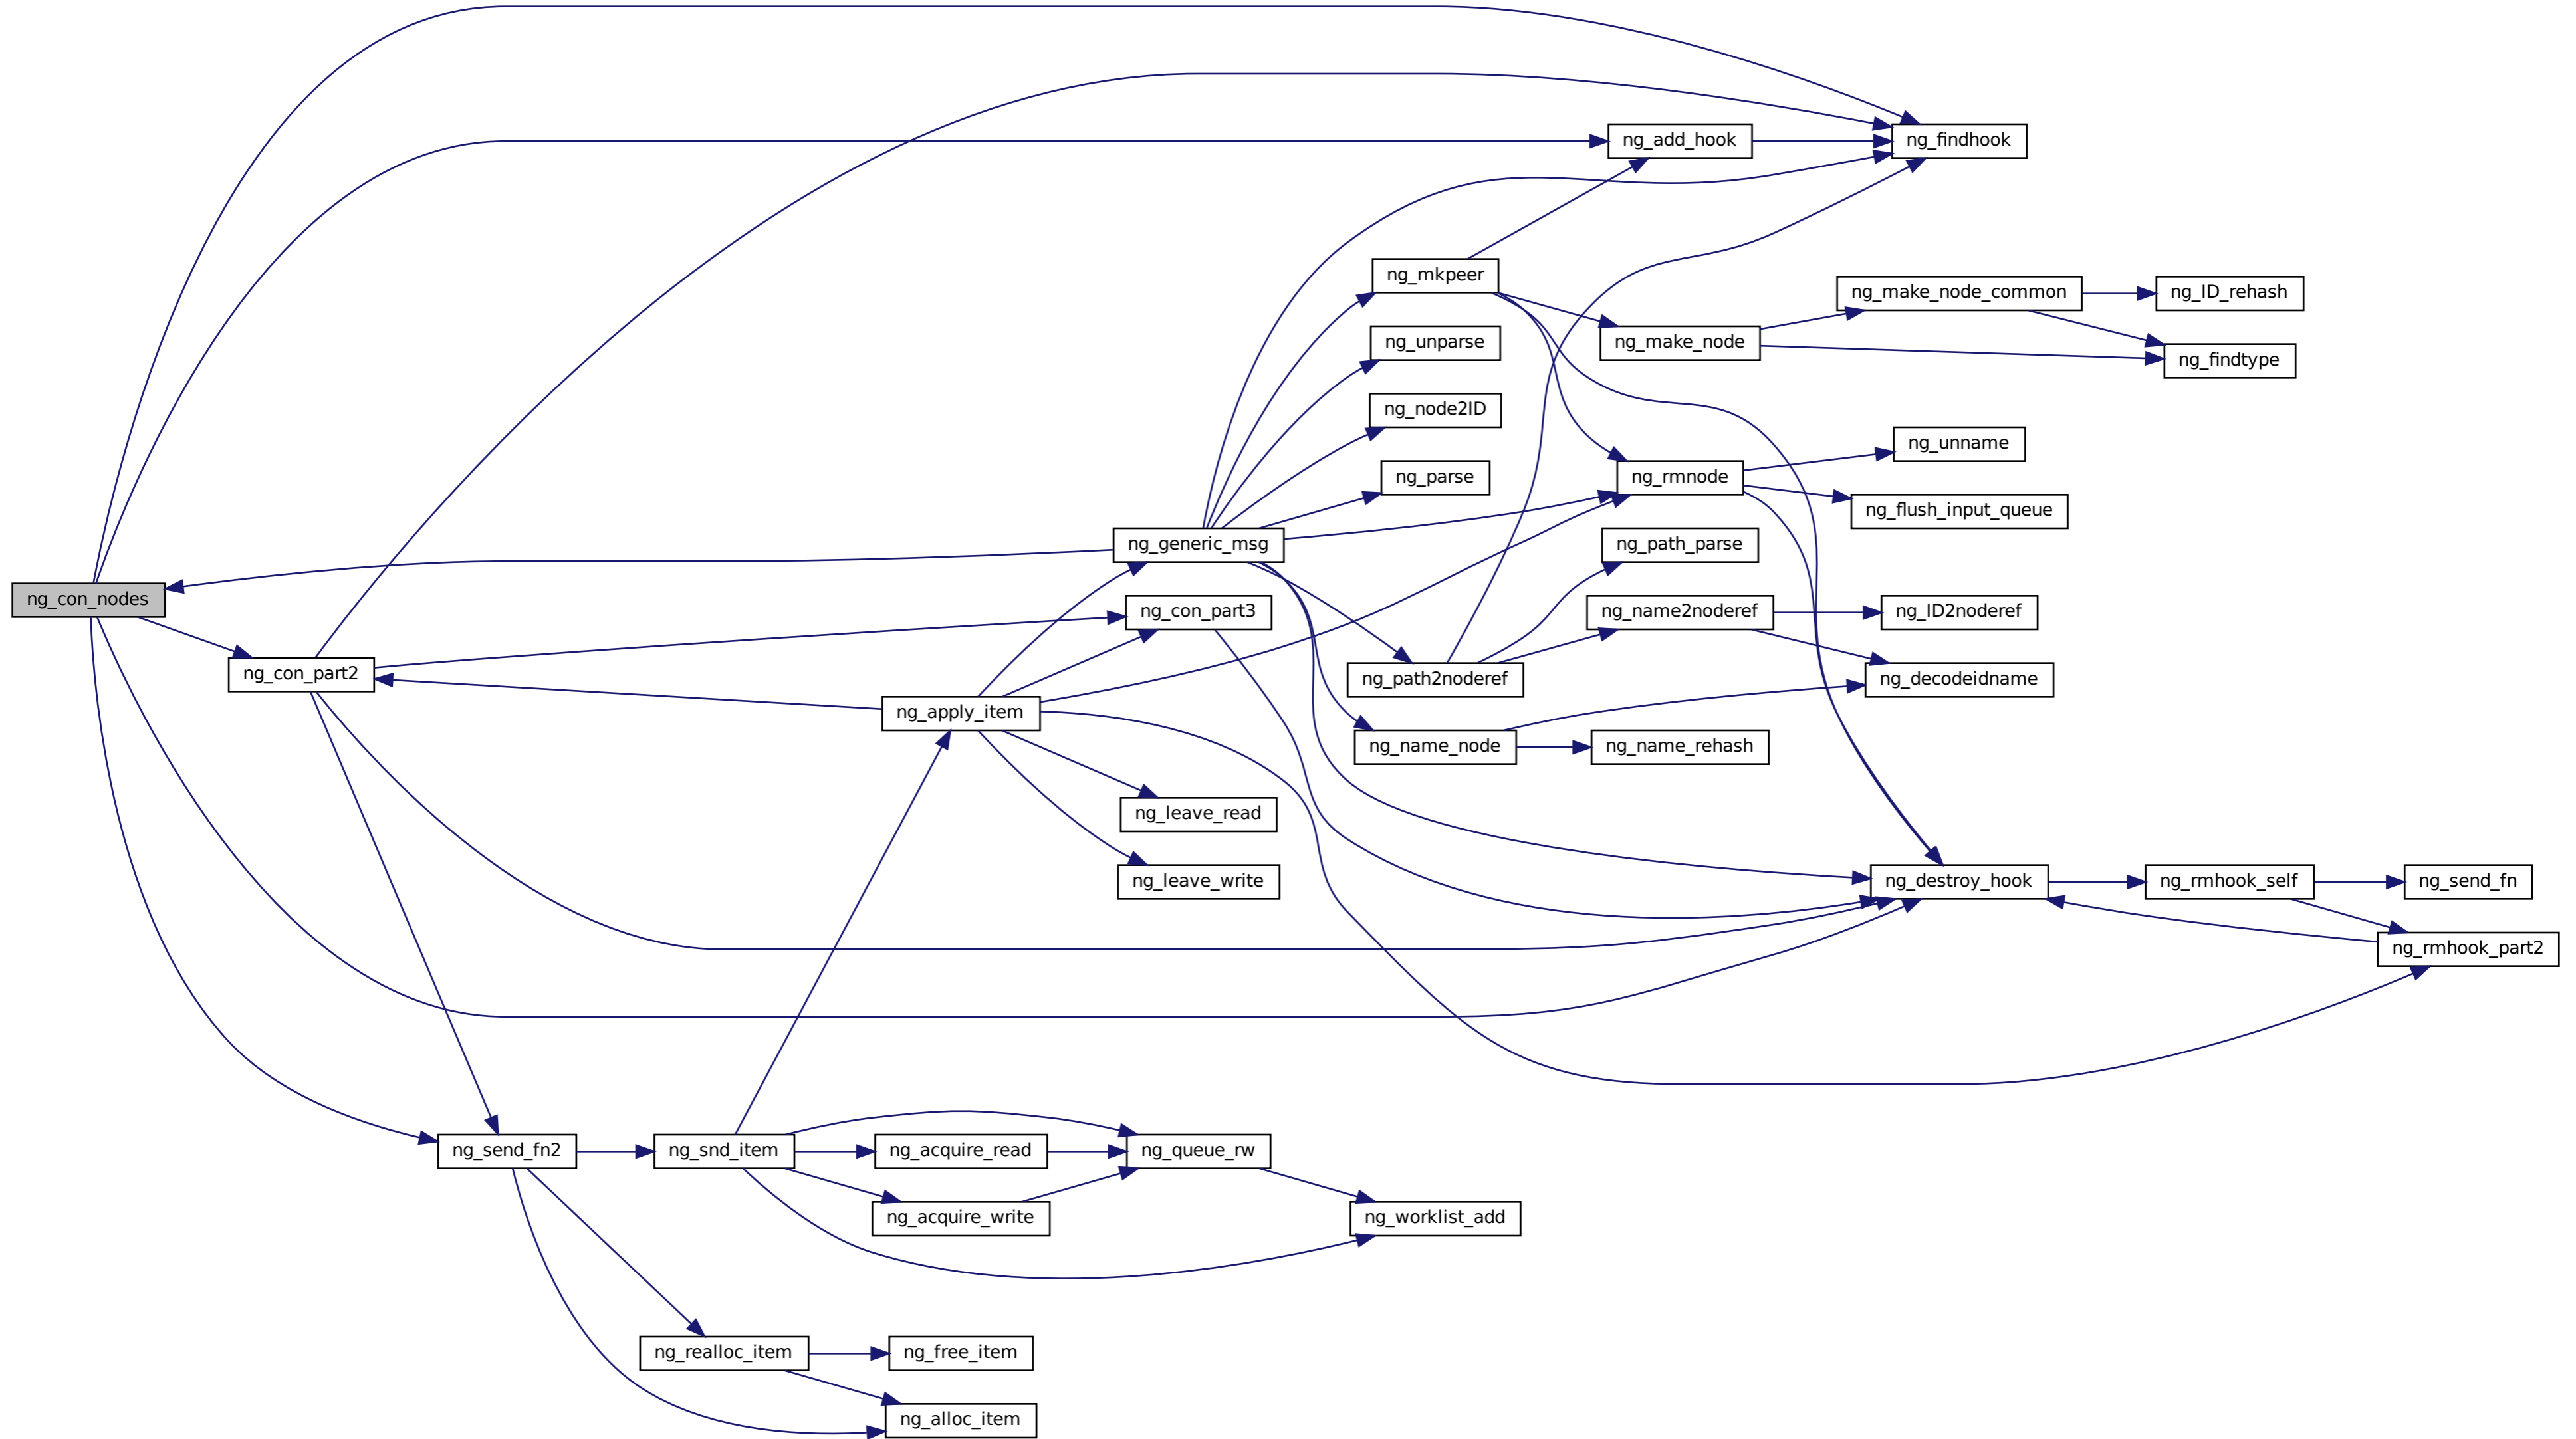 ng_add_hook
ng_findhook
ng_mkpeer
ng_make_node_common
ng_ID_rehash
ng_unparse
ng_make_node
ng_findtype
ng_node2ID
ng_unname
ng_parse
ng_rmnode
ng_flush_input_queue
ng_generic_msg
ng_path_parse
ng_con_nodes
ng_con_part3
ng_name2noderef
ng_ID2noderef
ng_con_part2
ng_path2noderef
ng_decodeidname
ng_apply_item
ng_name_node
ng_name_rehash
ng_leave_read
ng_leave_write
ng_destroy_hook
ng_rmhook_self
ng_send_fn
ng_rmhook_part2
ng_send_fn2
ng_snd_item
ng_acquire_read
ng_queue_rw
ng_acquire_write
ng_worklist_add
ng_realloc_item
ng_free_item
ng_alloc_item